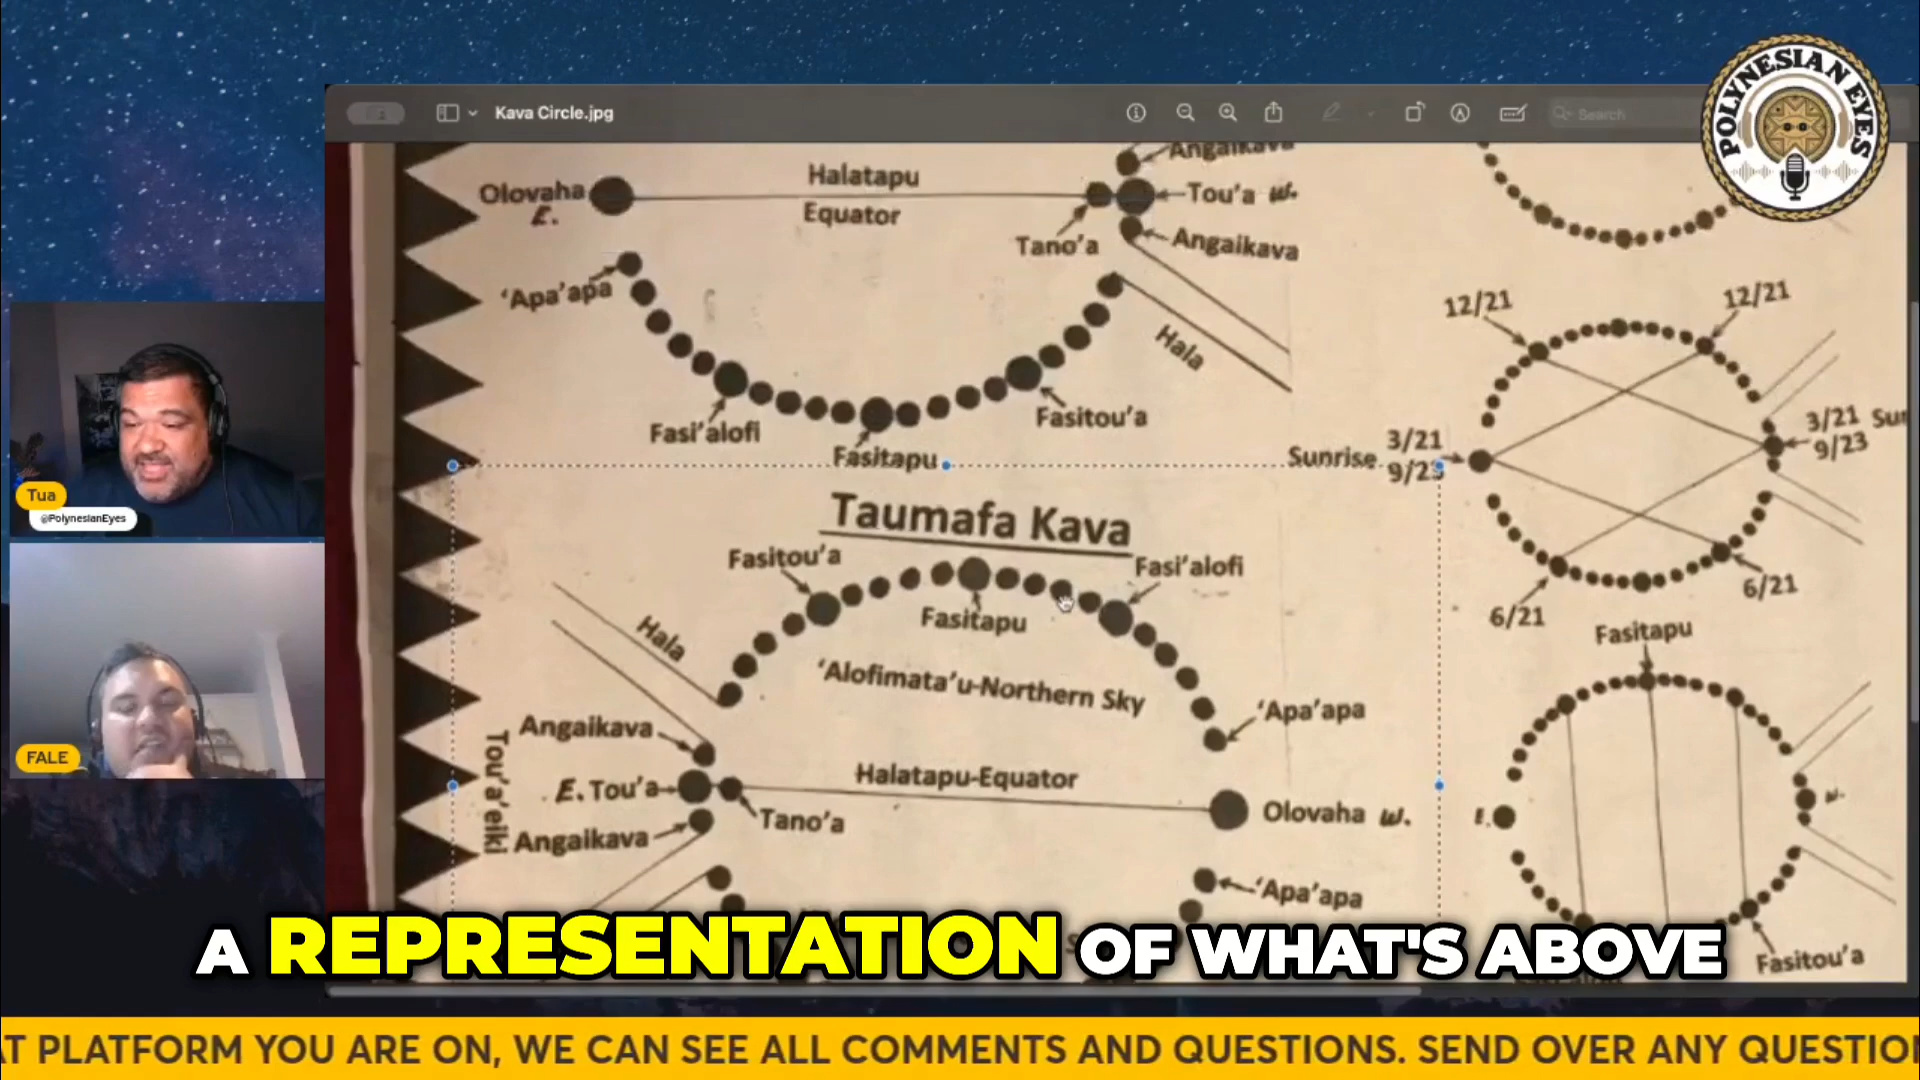 Kava Circle.jpg
Search
POLYNESIAN EYES
Angaikava
Halatapu
Olovaha
E.
Equator
Tou'a w.
Tano'a
Angaikava
'Apa'apa
Hala
Fasi'alofi
Fasitou'a
Fasitapu
12/21
12/21
3/21
9/23
Sunrise
3/21 Sun
9/23
6/21
6/21
Taumafa Kava
Fasitou'a
Fasi'alofi
Fasitapu
Hala
'Alofimata'u-Northern Sky
'Apa'apa
Angaikava
Tou'a'eiki
E. Tou'a
Halatapu-Equator
Olovaha w.
Tano'a
Angaikava
'Apa'apa
Fasitapu
E.
w.
Fasitou'a
Tua
@PolynesianEyes
FALE
A REPRESENTATION OF WHAT'S ABOVE
AT PLATFORM YOU ARE ON, WE CAN SEE ALL COMMENTS AND QUESTIONS. SEND OVER ANY QUESTIO